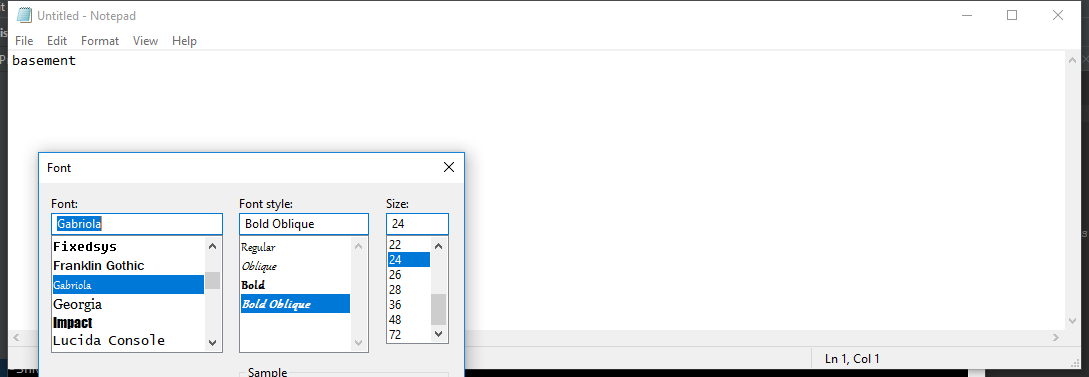 Untitled - Notepad
File Edit Format View Help
basement
Font
Font: Font style: Size:
Gabriola Bold Oblique 24
Fixedsys
Franklin Gothic
Gabriola
Georgia
Impact
Lucida Console
Regular
Oblique
Bold
Bold Oblique
22
24
26
28
36
48
72
Sample
Ln 1, Col 1